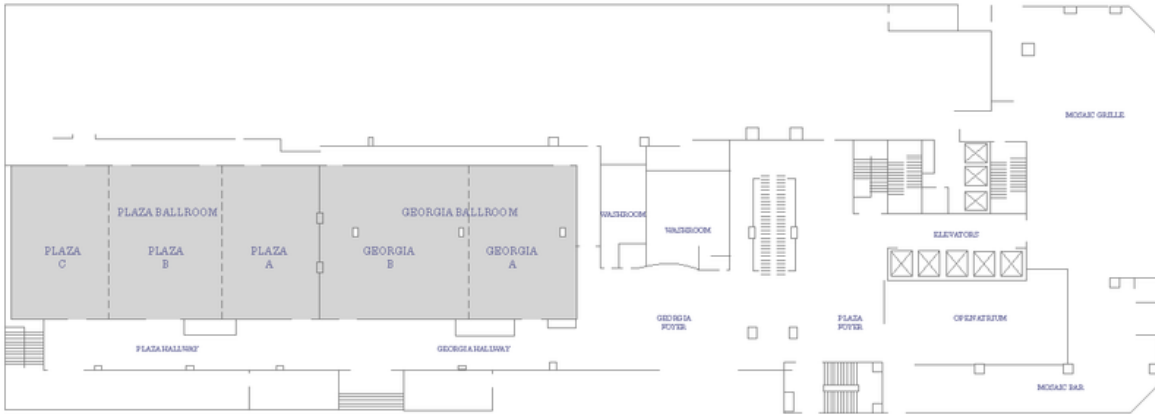 MOSAIC GRILLE
PLAZA BALLROOM
GEORGIA BALLROOM
WASHROOM
WASHROOM
ELEVATORS
PLAZA
C
PLAZA
B
PLAZA
A
GEORGIA
B
GEORGIA
A
GEORGIA
FOYER
PLAZA
FOYER
OPEN ATRIUM
PLAZA HALLWAY
GEORGIA HALLWAY
MOSAIC BAR